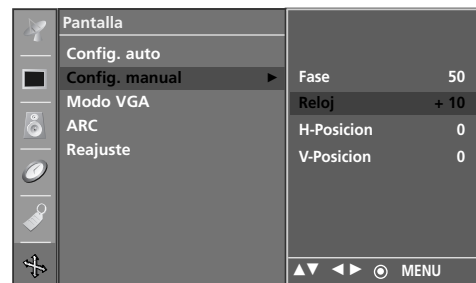 Pantalla
Config. auto
Config. manual ►
Modo VGA
ARC
Reajuste
Fase 50
Reloj + 10
H-Posicion 0
V-Posicion 0
▲▼ ◄► ◉ MENU